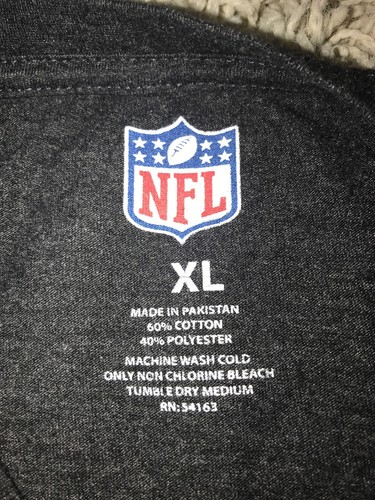 NFL
XL
MADE IN PAKISTAN
60% COTTON
40% POLYESTER
MACHINE WASH COLD
ONLY NON CHLORINE BLEACH
TUMBLE DRY MEDIUM
RN: 54163